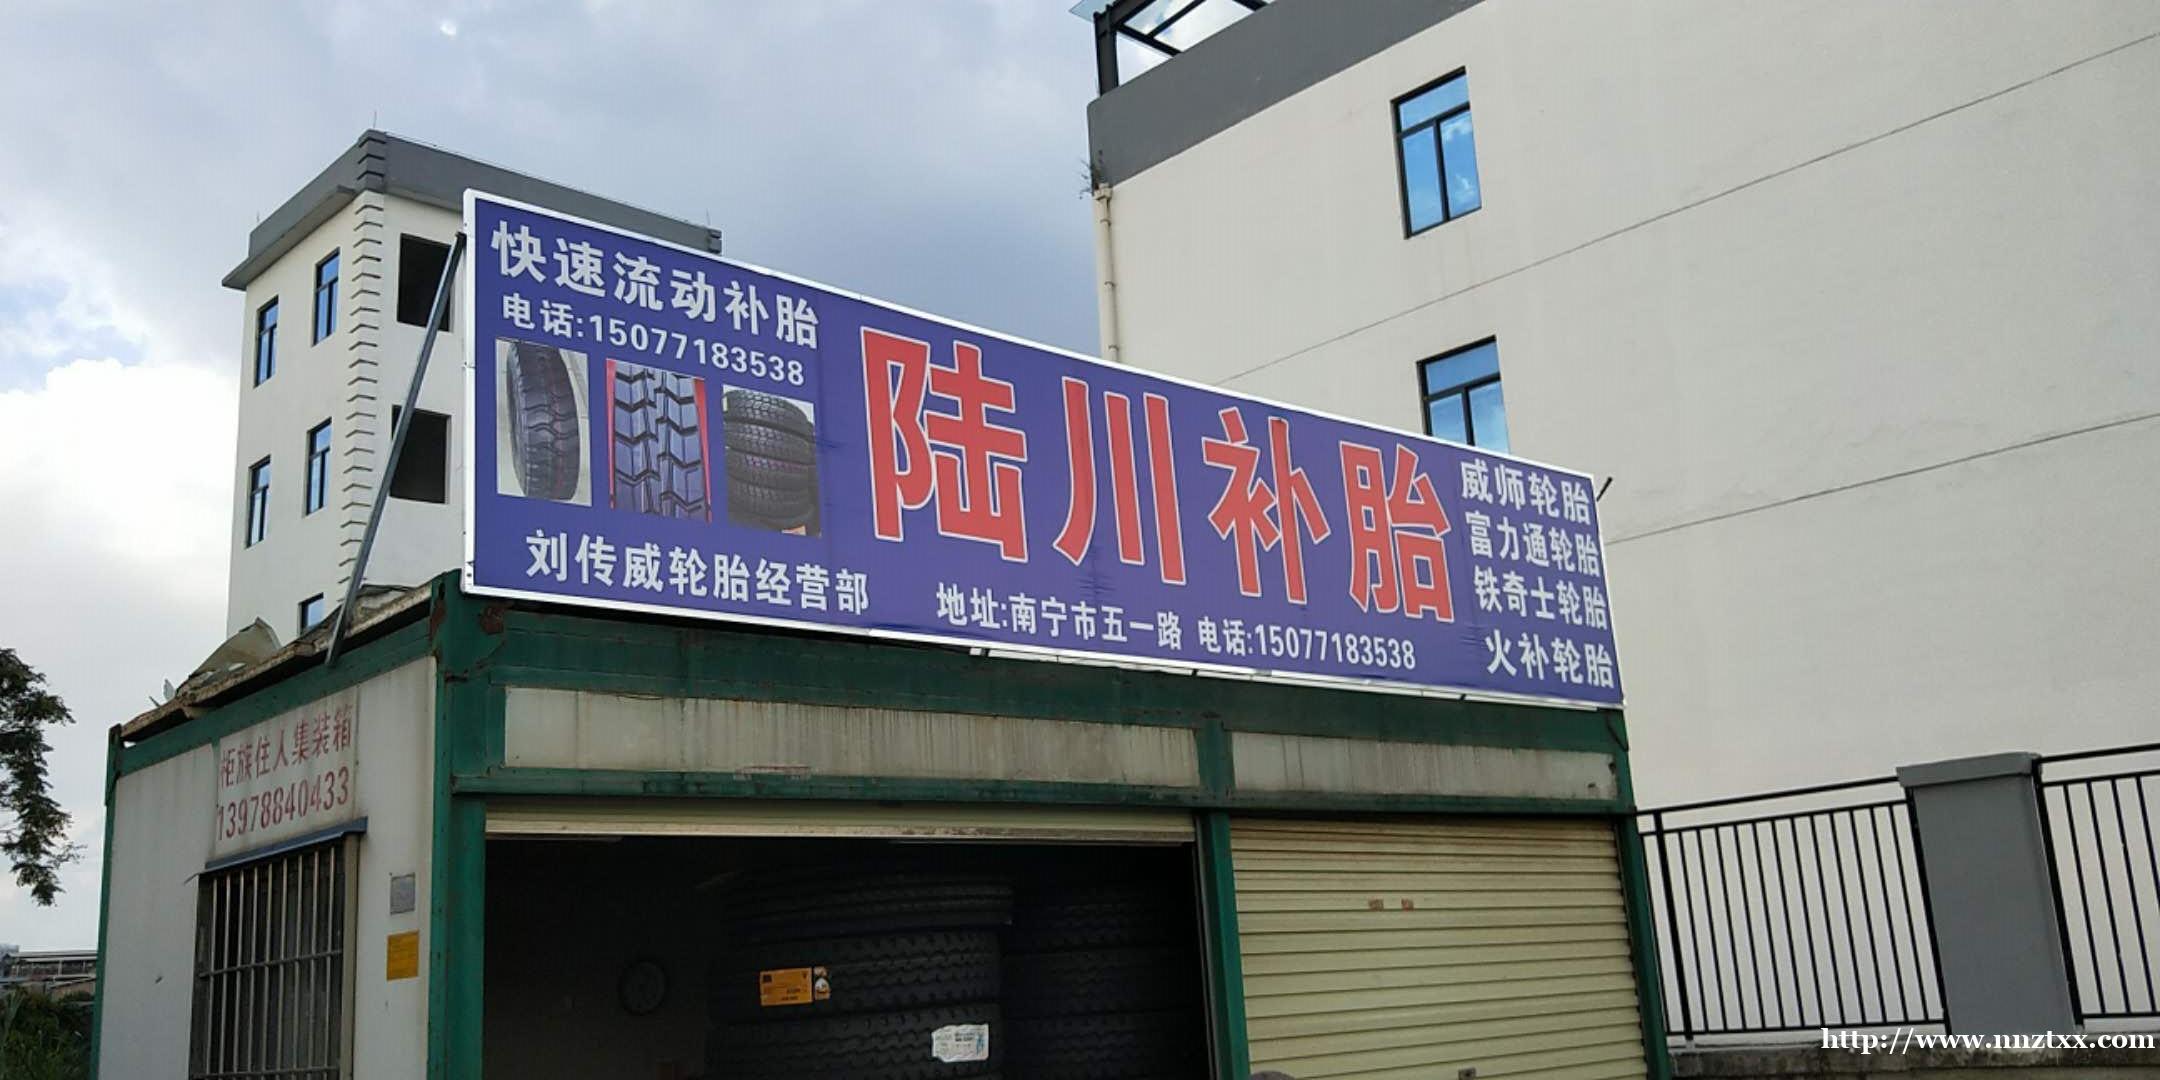 快速流动补胎
电话:15077183538
陆川补胎
威师轮胎
富力通轮胎
铁奇士轮胎
火补轮胎
刘传威轮胎经营部
地址:南宁市五一路 电话:15077183538
柜族住人集装箱
13978840433
http://www.nnztxx.com